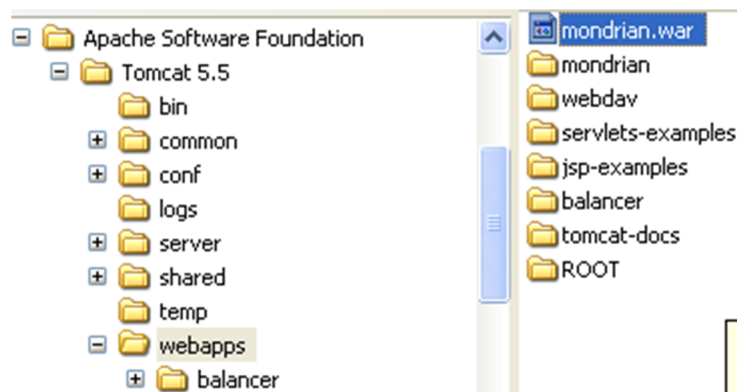 Apache Software Foundation
Tomcat 5.5
bin
common
conf
logs
server
shared
temp
webapps
balancer
mondrian.war
mondrian
webdav
servlets-examples
jsp-examples
balancer
tomcat-docs
ROOT